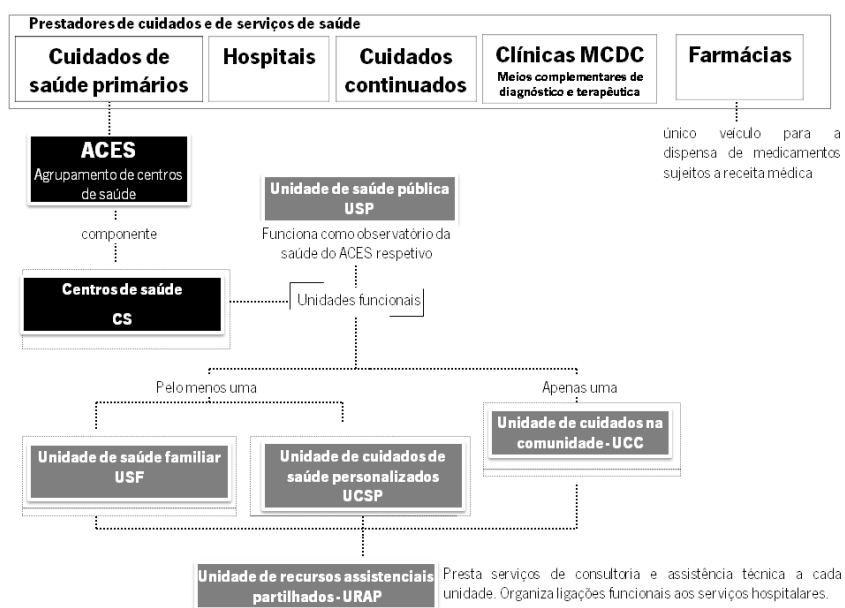 Prestadores de cuidados e de serviços de saúde
Cuidados de
saúde primários
Hospitais
Cuidados
continuados
Clínicas MCDC
Meios complementares de
diagnóstico e terapêutica
Farmácias
único veículo para a
dispensa de medicamentos
sujeitos a receita médica
ACES
Agrupamento de centros
de saúde
componente
Unidade de saúde pública
USP
Funciona como observatório da
saúde do ACES respetivo
Centros de saúde
CS
Unidades funcionais
Pelo menos uma
Apenas uma
Unidade de saúde familiar
USF
Unidade de cuidados de
saúde personalizados
UCSP
Unidade de cuidados na
comunidade - UCC
Unidade de recursos assistenciais
partilhados - URAP
Presta serviços de consultoria e assistência técnica a cada
unidade. Organiza ligações funcionais aos serviços hospitalares.